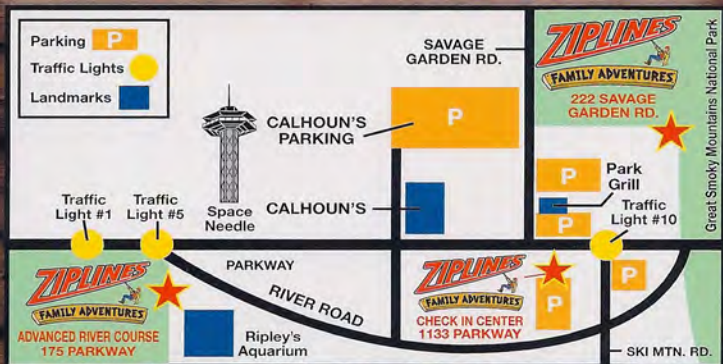 Parking P
Traffic Lights
Landmarks
SAVAGE
GARDEN RD.
ZIPLINES
FAMILY ADVENTURES
222 SAVAGE
GARDEN RD.
Great Smoky Mountains National Park
CALHOUN'S
PARKING
P
CALHOUN'S
Space
Needle
Traffic
Light #1
Traffic
Light #5
P
Park
Grill
P
Traffic
Light #10
ZIPLINES
FAMILY ADVENTURES
ADVANCED RIVER COURSE
175 PARKWAY
PARKWAY
RIVER ROAD
Ripley's
Aquarium
ZIPLINES
FAMILY ADVENTURES
CHECK IN CENTER
1133 PARKWAY
P
P
SKI MTN. RD.